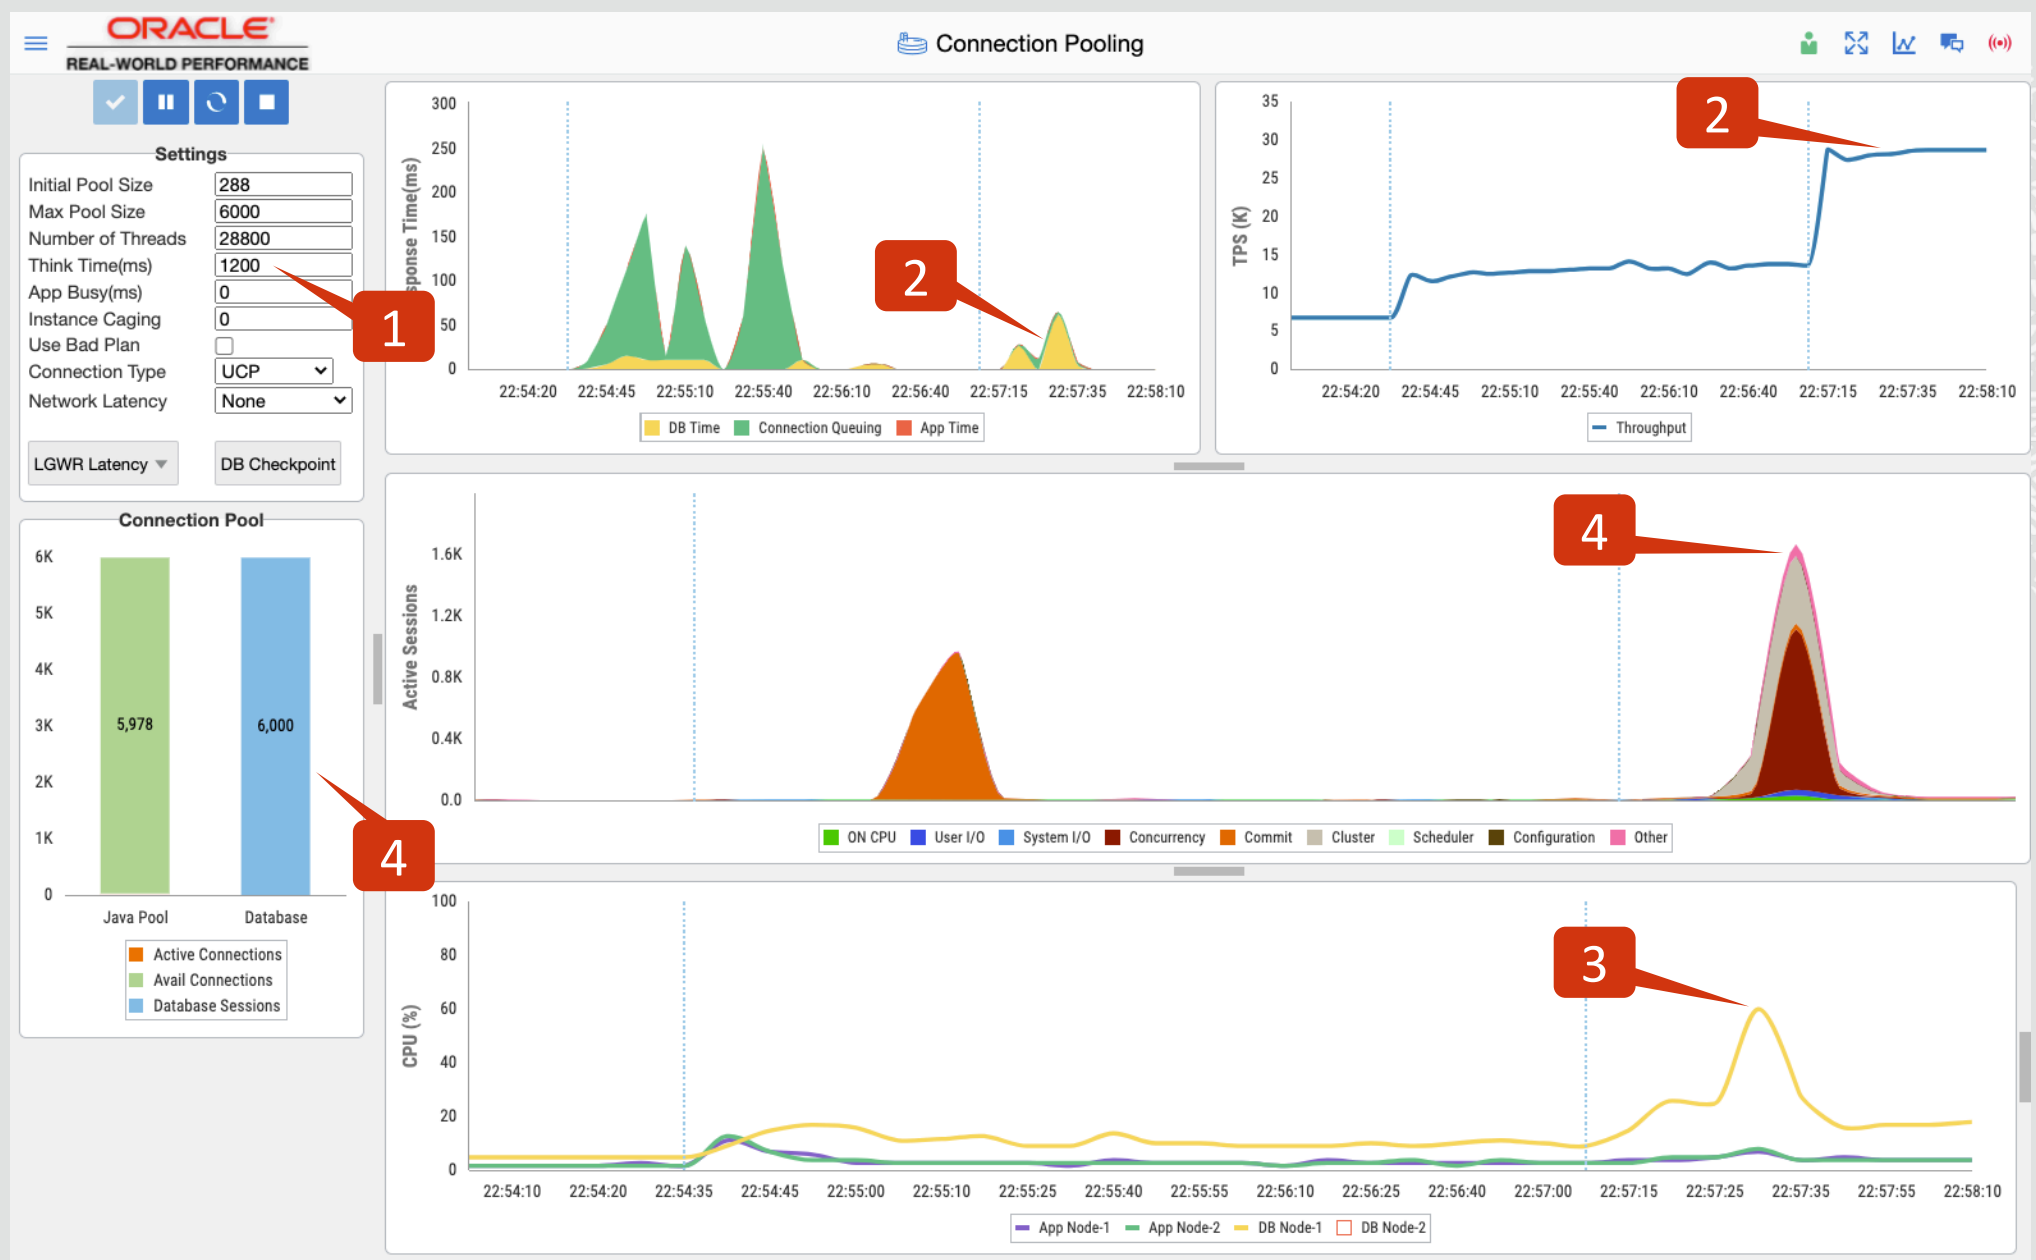 ORACLE
REAL-WORLD PERFORMANCE
Connection Pooling
Settings
Initial Pool Size 288
Max Pool Size 6000
Number of Threads 28800
Think Time(ms) 1200
App Busy(ms) 0
Instance Caging 0
Use Bad Plan
Connection Type UCP
Network Latency None
LGWR Latency DB Checkpoint
1
Connection Pool
6K
5K
4K
3K
2K
1K
0
5,978
6,000
Java Pool Database
Active Connections
Avail Connections
Database Sessions
4
sponse Time(ms)
300
250
200
150
100
50
0
2
22:54:20 22:54:45 22:55:10 22:55:40 22:56:10 22:56:40 22:57:15 22:57:35 22:58:10
DB Time Connection Queuing App Time
TPS (K)
35
30
25
20
15
10
5
0
2
22:54:20 22:54:45 22:55:10 22:55:40 22:56:10 22:56:40 22:57:15 22:57:35 22:58:10
Throughput
Active Sessions
1.6K
1.2K
0.8K
0.4K
0.0
4
ON CPU User I/O System I/O Concurrency Commit Cluster Scheduler Configuration Other
CPU (%)
100
80
60
40
20
0
3
22:54:10 22:54:20 22:54:35 22:54:45 22:55:00 22:55:10 22:55:25 22:55:40 22:55:55 22:56:10 22:56:25 22:56:40 22:57:00 22:57:15 22:57:25 22:57:35 22:57:55 22:58:10
App Node-1 App Node-2 DB Node-1 DB Node-2